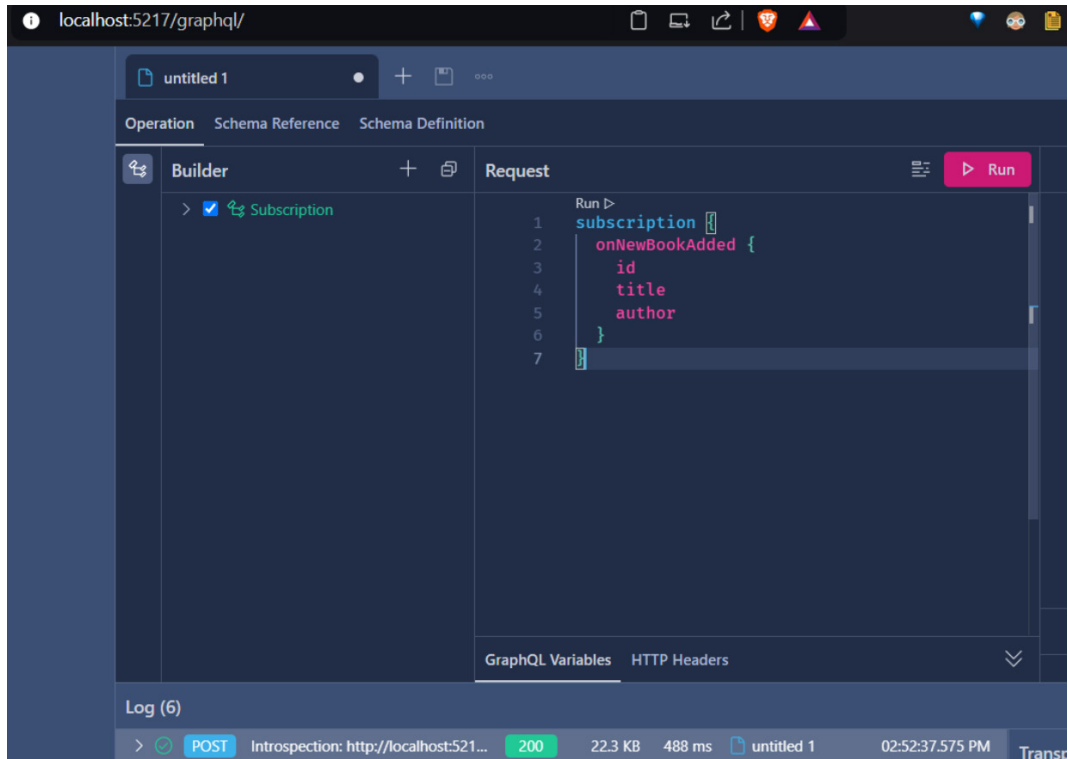 localhost:5217/graphql/
untitled 1
Operation Schema Reference Schema Definition
Builder
Subscription
Request
Run
Run
1 subscription {
2 onNewBookAdded {
3 id
4 title
5 author
6 }
7 }
GraphQL Variables HTTP Headers
Log (6)
POST Introspection: http://localhost:521... 200 22.3 KB 488 ms untitled 1 02:52:37.575 PM
Transp